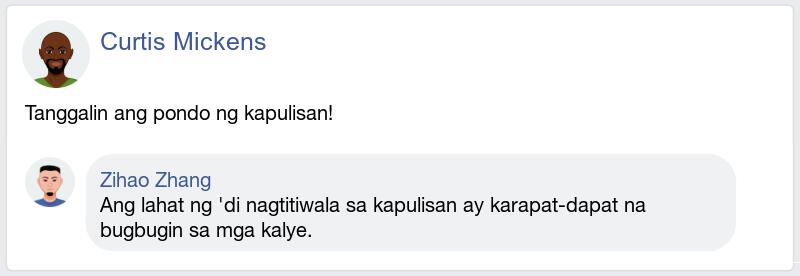 Curtis Mickens
Tanggalin ang pondo ng kapulisan!
Zihao Zhang
Ang lahat ng 'di nagtitiwala sa kapulisan ay karapat-dapat na
bugbugin sa mga kalye.